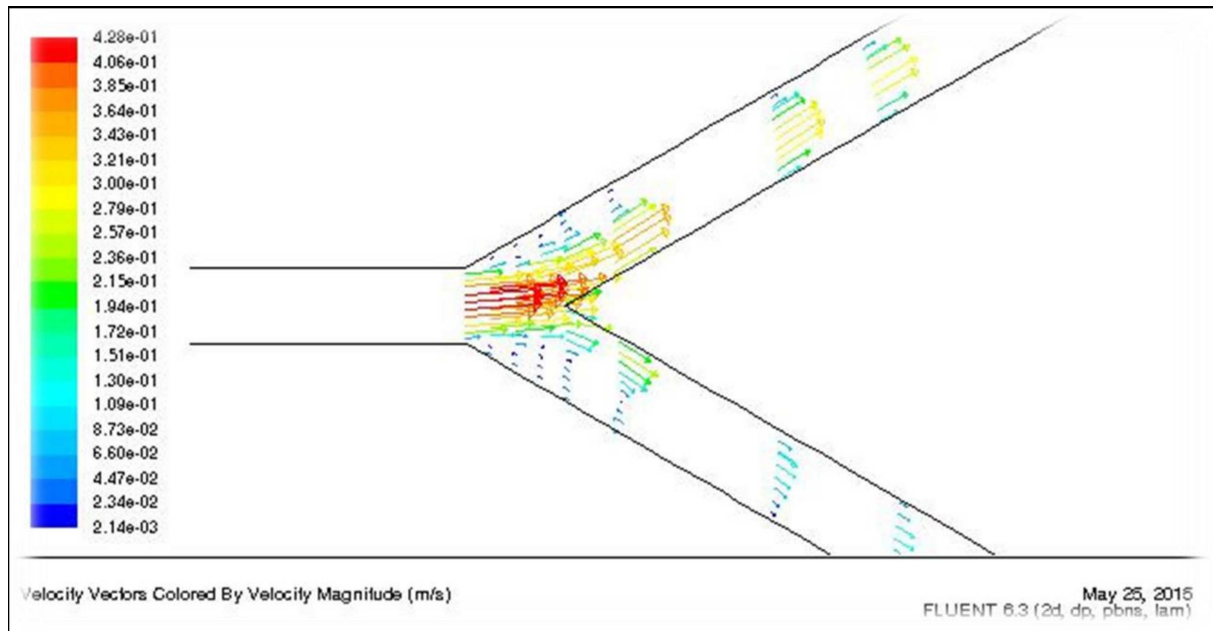 4.28e-01
4.06e-01
3.85e-01
3.64e-01
3.43e-01
3.21e-01
3.00e-01
2.79e-01
2.57e-01
2.36e-01
2.15e-01
1.94e-01
1.72e-01
1.51e-01
1.30e-01
1.09e-01
8.73e-02
6.60e-02
4.47e-02
2.34e-02
2.14e-03
Velocity Vectors Colored By Velocity Magnitude (m/s)
May 25, 2015
FLUENT 6.3 (2d, dp, pbns, lam)